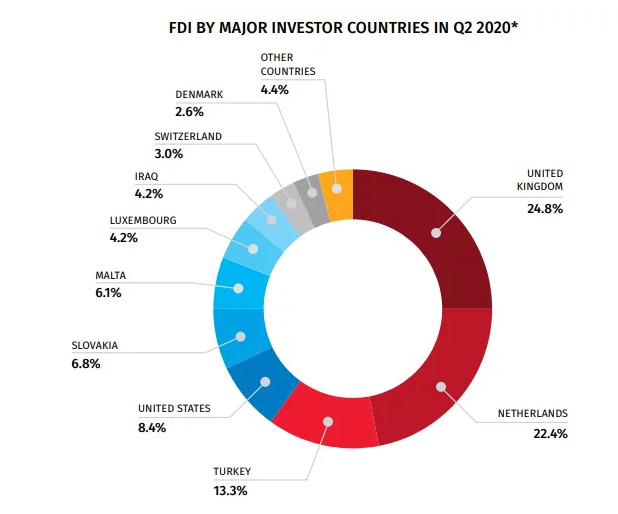 FDI BY MAJOR INVESTOR COUNTRIES IN Q2 2020*
OTHER
COUNTRIES
4.4%
DENMARK
2.6%
SWITZERLAND
3.0%
IRAQ
4.2%
LUXEMBOURG
4.2%
MALTA
6.1%
SLOVAKIA
6.8%
UNITED STATES
8.4%
TURKEY
13.3%
NETHERLANDS
22.4%
UNITED
KINGDOM
24.8%